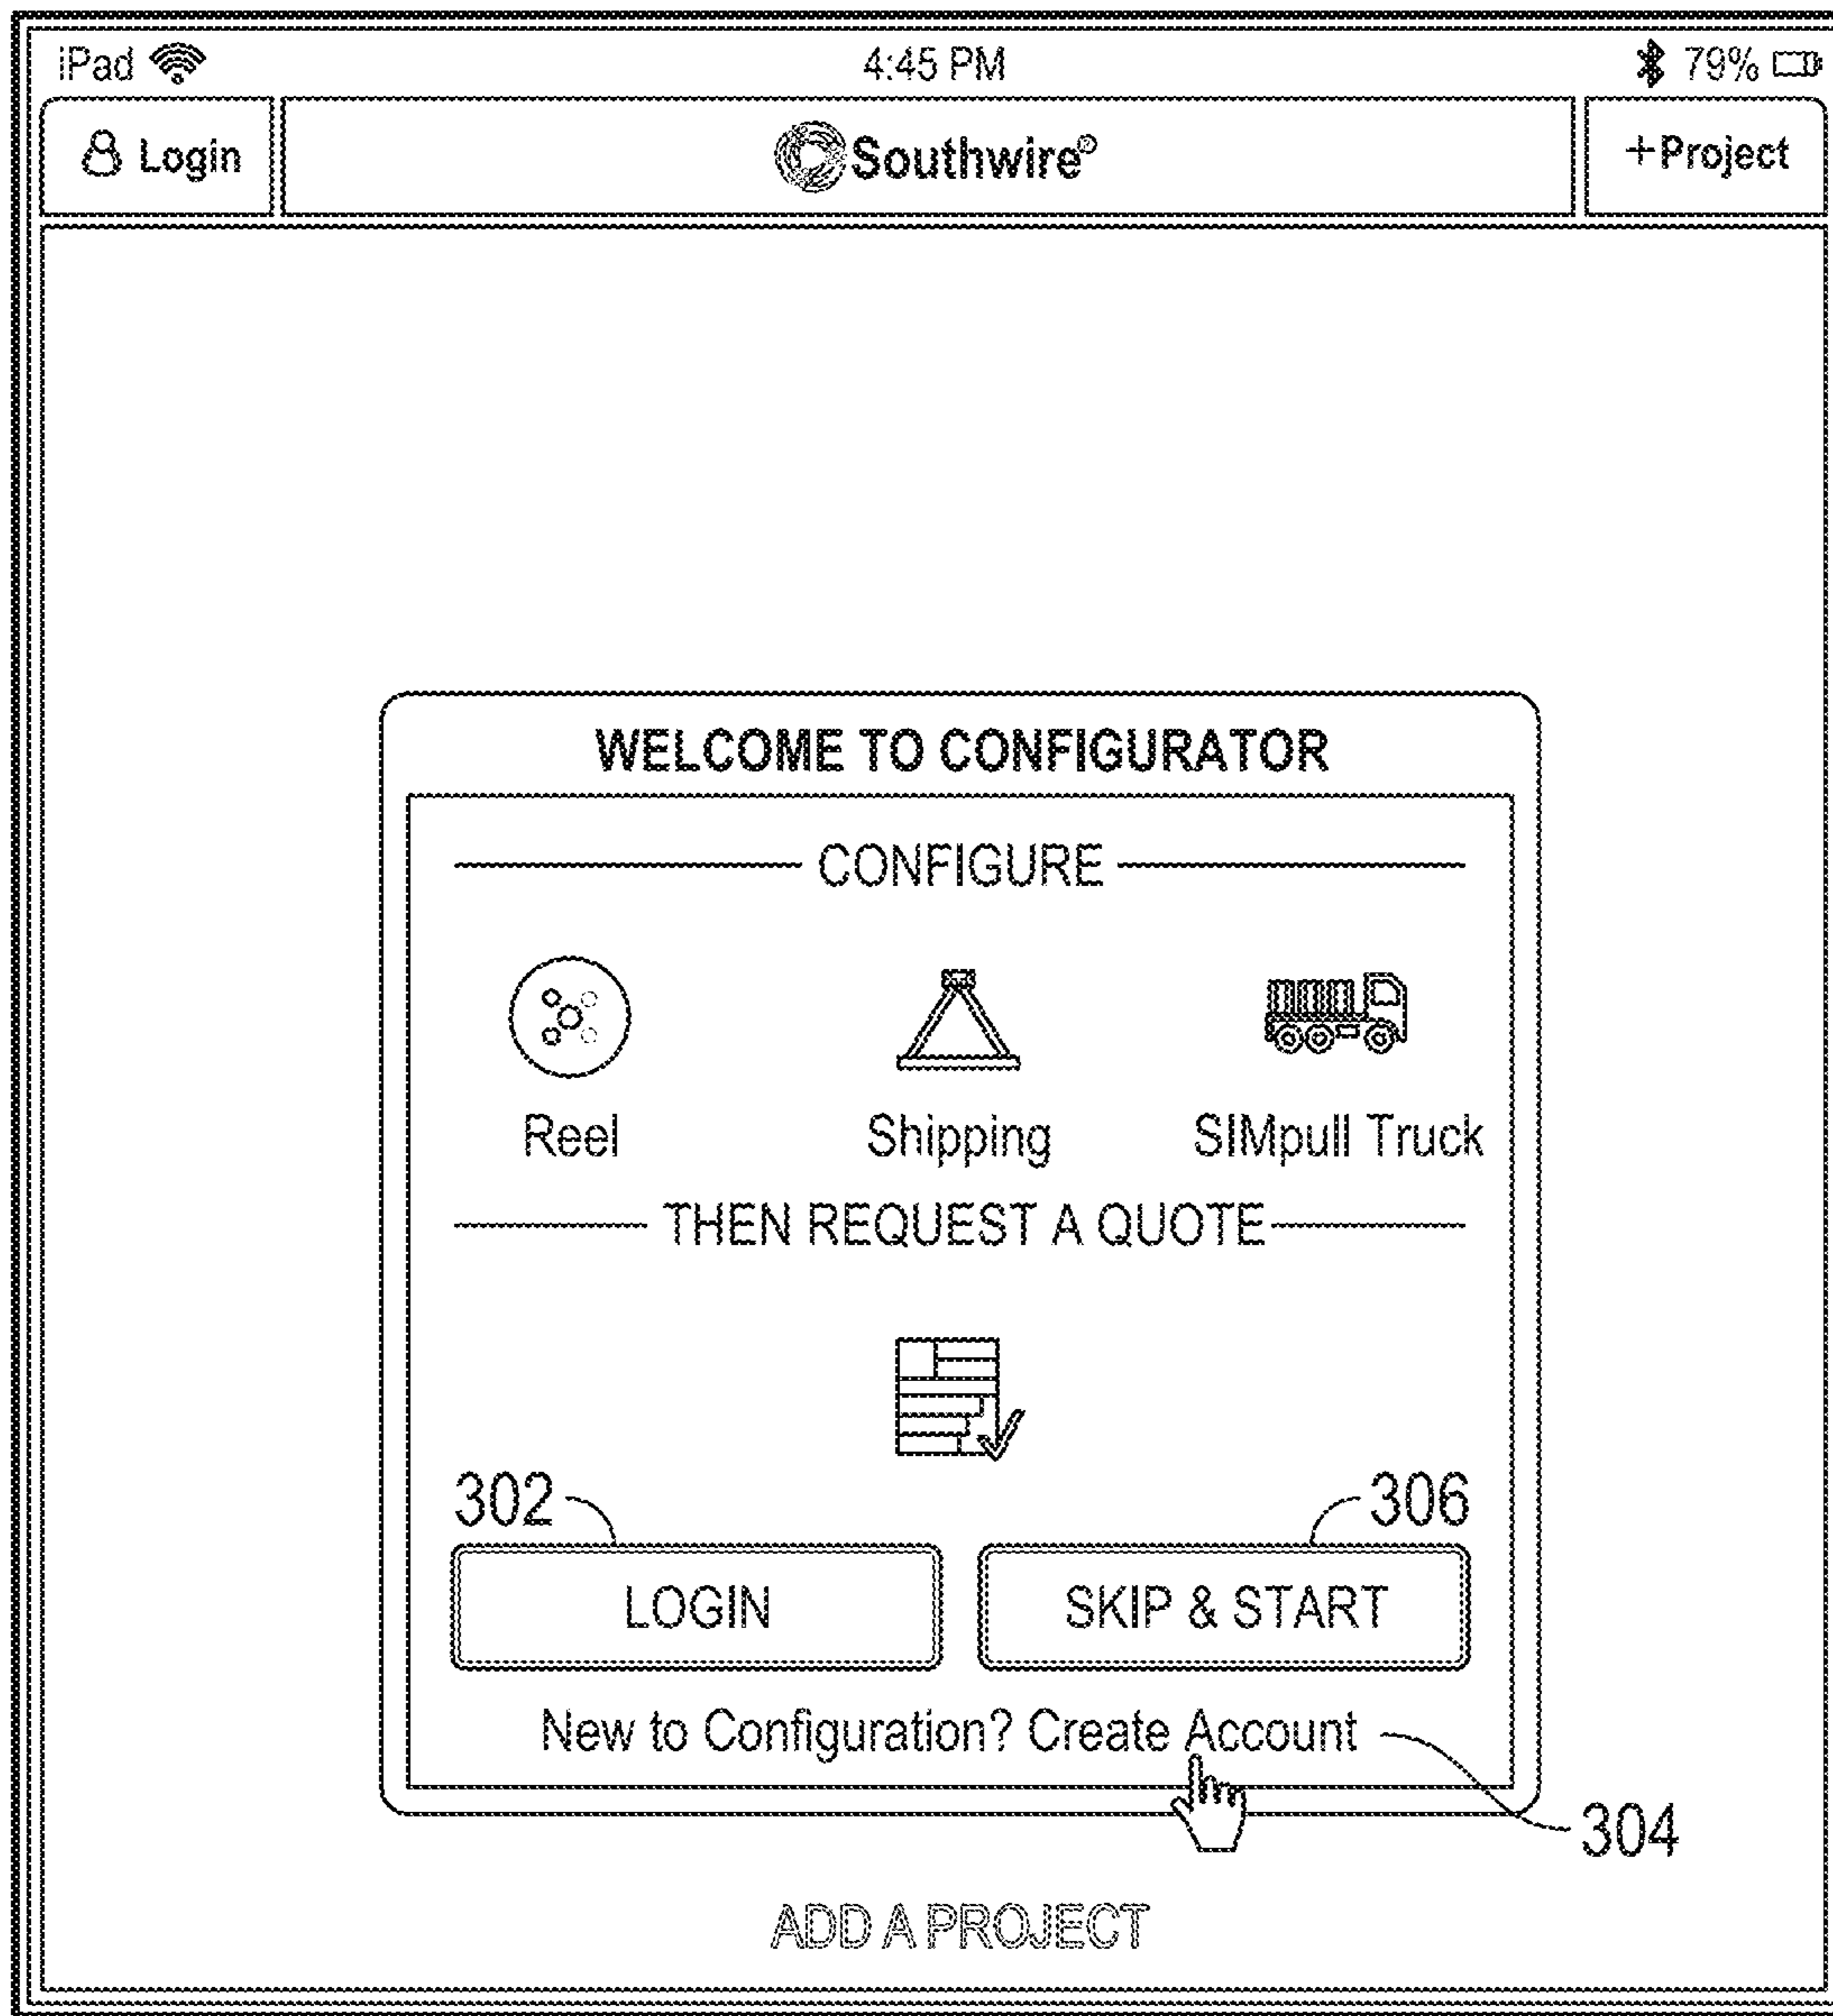 iPad 4:45 PM 79%
Login Southwire® +Project
WELCOME TO CONFIGURATOR
CONFIGURE
Reel Shipping SIMpull Truck
THEN REQUEST A QUOTE
302 306
LOGIN SKIP & START
New to Configuration? Create Account
304
ADD A PROJECT